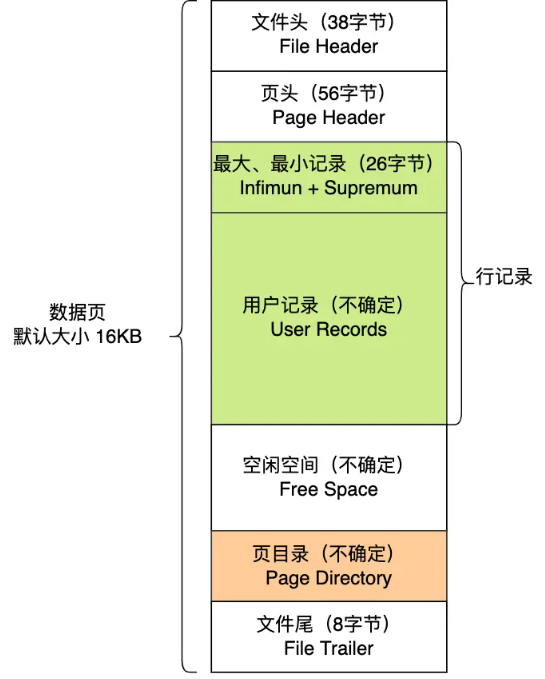 文件头（38字节）
File Header
页头（56字节）
Page Header
最大、最小记录（26字节）
Infimun + Supremum
用户记录（不确定）
User Records
行记录
数据页
默认大小 16KB
空闲空间（不确定）
Free Space
页目录（不确定）
Page Directory
文件尾（8字节）
File Trailer